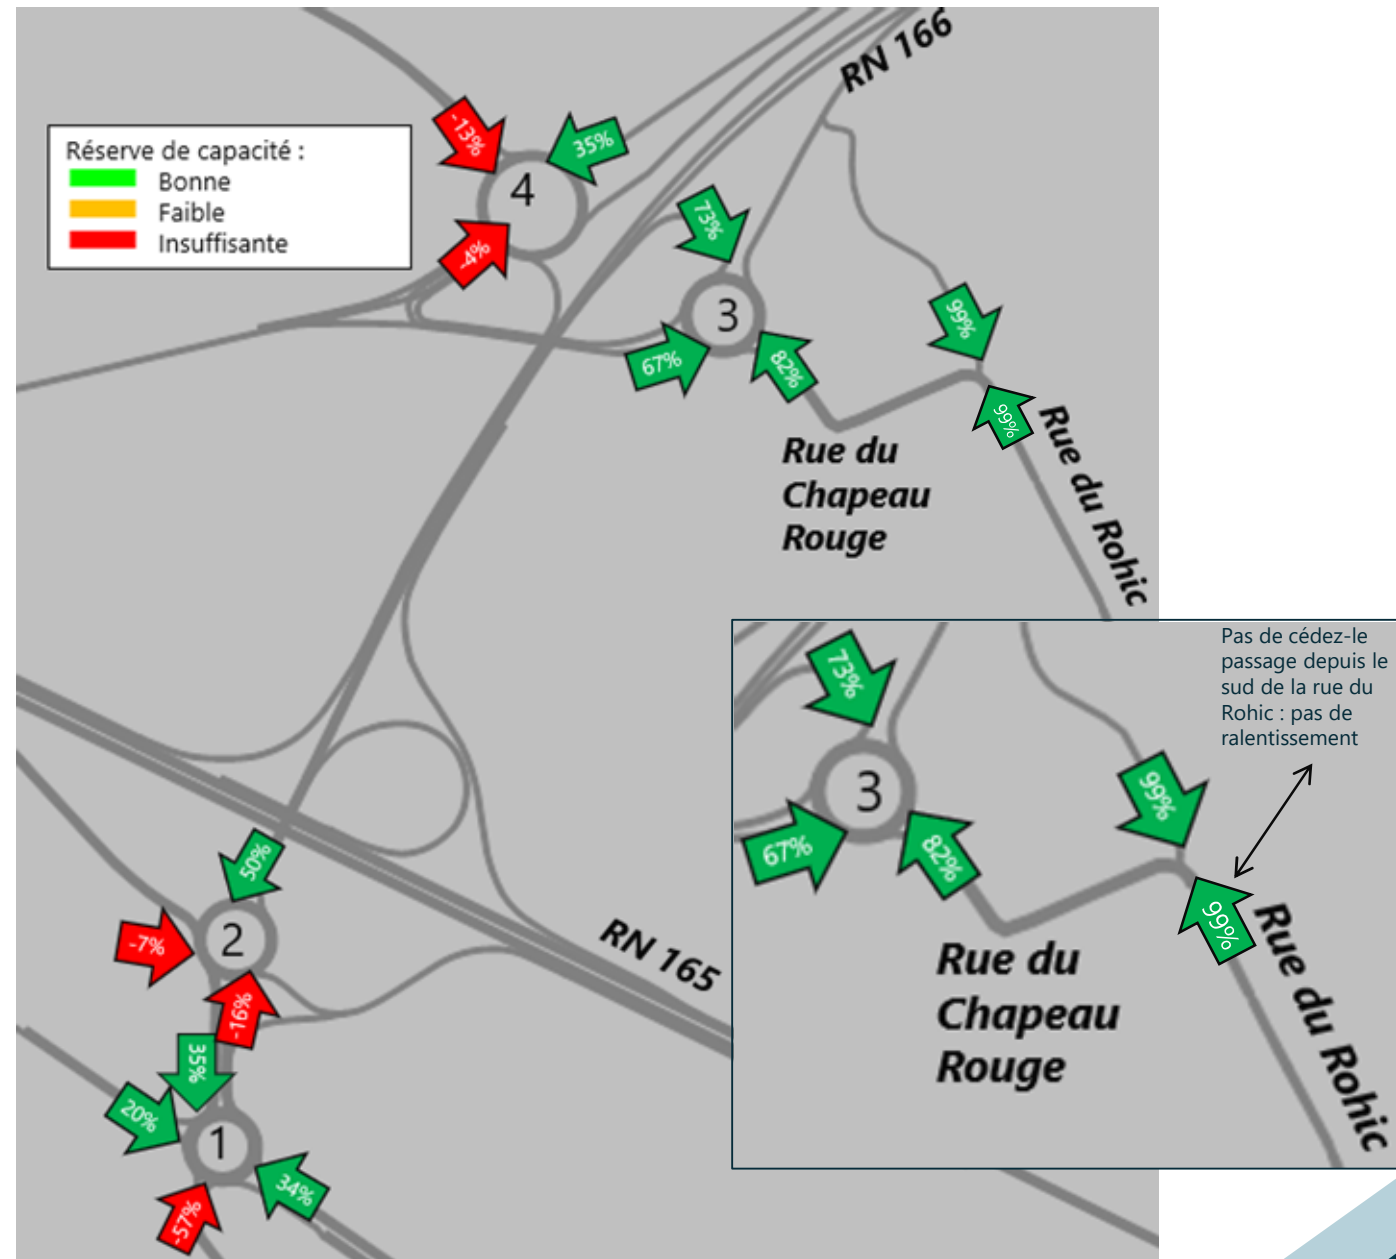 RN 166
-13%
35%
Réserve de capacité :
Bonne
Faible
Insuffisante
4
-4%
73%
3
67%
82%
99%
99%
Rue du
Chapeau
Rouge
Rue du Rohic
50%
2
-7%
-16%
RN 165
35%
20%
1
34%
-57%
Pas de cédez-le
passage depuis le
sud de la rue du
Rohic : pas de
ralentissement
73%
3
67%
82%
99%
99%
Rue du
Chapeau
Rouge
Rue du Rohic